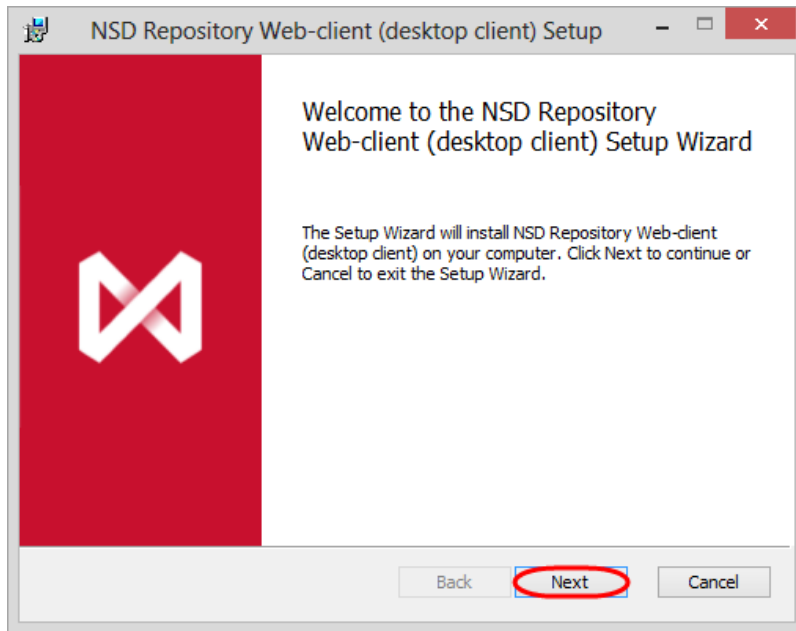 NSD Repository Web-client (desktop client) Setup
Welcome to the NSD Repository
Web-client (desktop client) Setup Wizard
The Setup Wizard will install NSD Repository Web-client
(desktop client) on your computer. Click Next to continue or
Cancel to exit the Setup Wizard.
Back Next Cancel